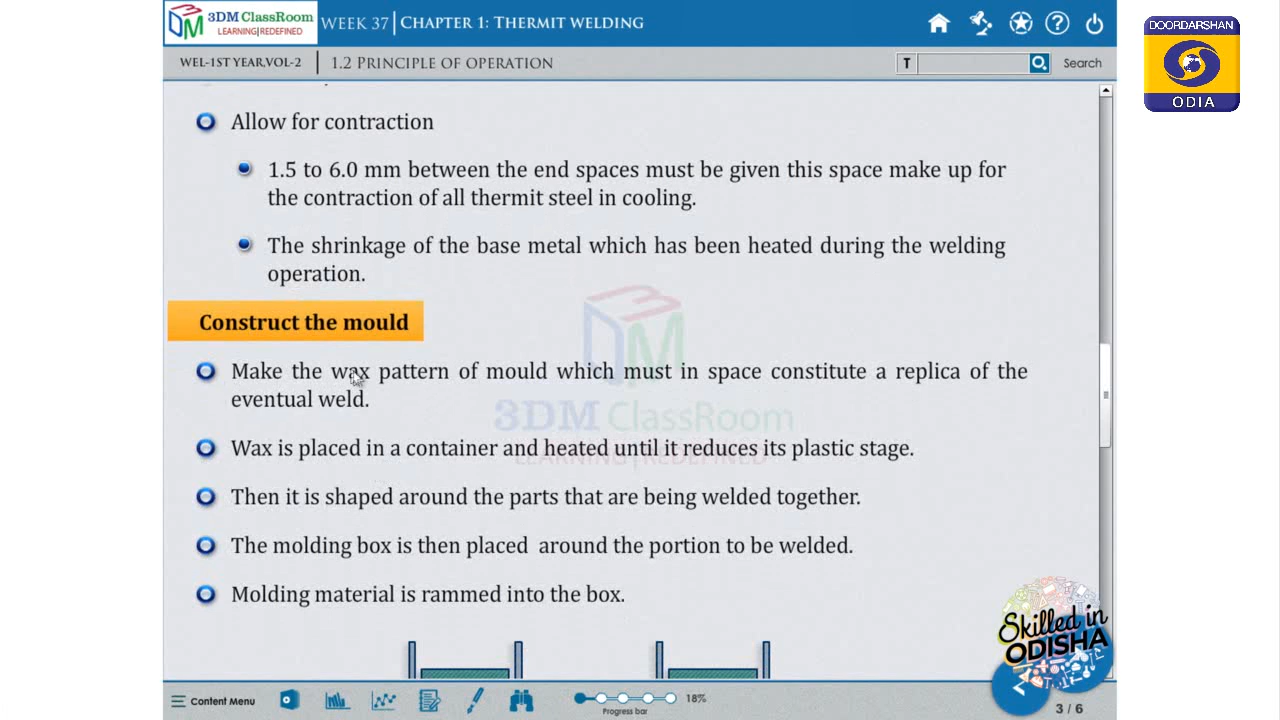 3DM ClassRoom
LEARNING|REDEFINED
WEEK 37 | CHAPTER 1: THERMIT WELDING
DOORDARSHAN
ODIA
WEL-1ST YEAR,VOL-2
1.2 PRINCIPLE OF OPERATION
T
Search
Allow for contraction
1.5 to 6.0 mm between the end spaces must be given this space make up for
the contraction of all thermit steel in cooling.
The shrinkage of the base metal which has been heated during the welding
operation.
Construct the mould
Make the wax pattern of mould which must in space constitute a replica of the
eventual weld.
3DM ClassRoom
LEARNING|REDEFINED
Wax is placed in a container and heated until it reduces its plastic stage.
Then it is shaped around the parts that are being welded together.
The molding box is then placed around the portion to be welded.
Molding material is rammed into the box.
Skilled in
ODISHA
Content Menu
Progress bar
18%
3 / 6